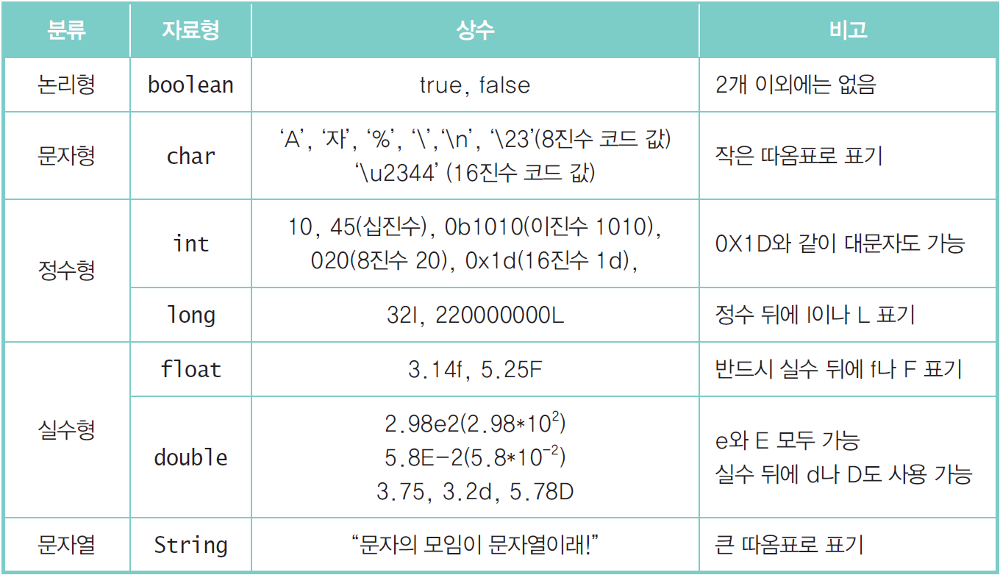 분류 자료형 상수 비고
논리형 boolean true, false 2개 이외에는 없음
문자형 char ‘A’, ‘자’, ‘%’, ‘\’,‘\n’, ‘\23’(8진수 코드 값)
‘\u2344’ (16진수 코드 값) 작은 따옴표로 표기
정수형 int 10, 45(십진수), 0b1010(이진수 1010),
020(8진수 20), 0x1d(16진수 1d), 0X1D와 같이 대문자도 가능
long 32l, 220000000L 정수 뒤에 l이나 L 표기
실수형 float 3.14f, 5.25F 반드시 실수 뒤에 f나 F 표기
double 2.98e2(2.98*10²)
5.8E-2(5.8*10⁻²)
3.75, 3.2d, 5.78D
e와 E 모두 가능
실수 뒤에 d나 D도 사용 가능
문자열 String “문자의 모임이 문자열이래!” 큰 따옴표로 표기